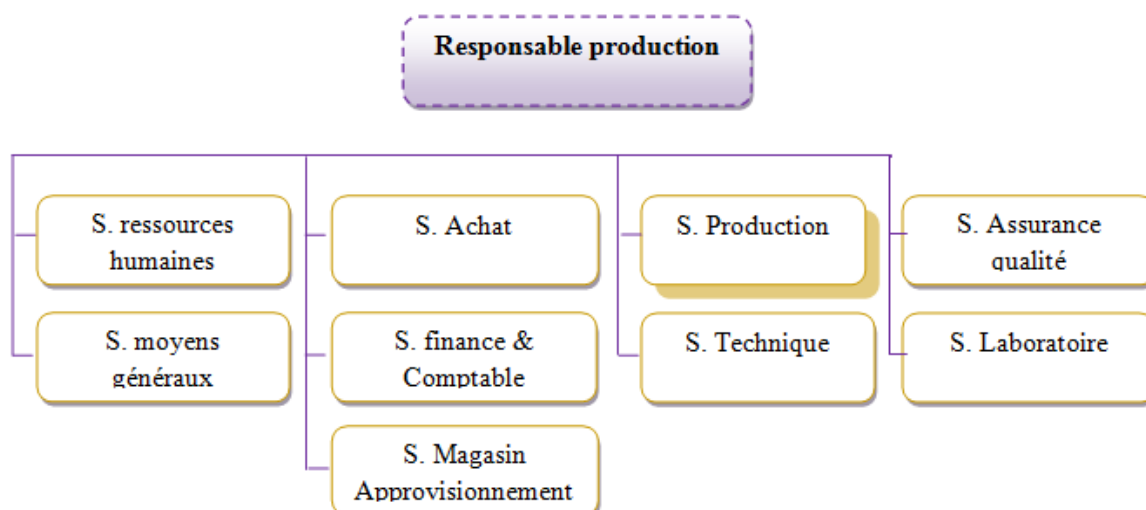 Responsable production
S. ressources
humaines
S. Achat
S. Production
S. Assurance
qualité
S. moyens
généraux
S. finance &
Comptable
S. Technique
S. Laboratoire
S. Magasin
Approvisionnement